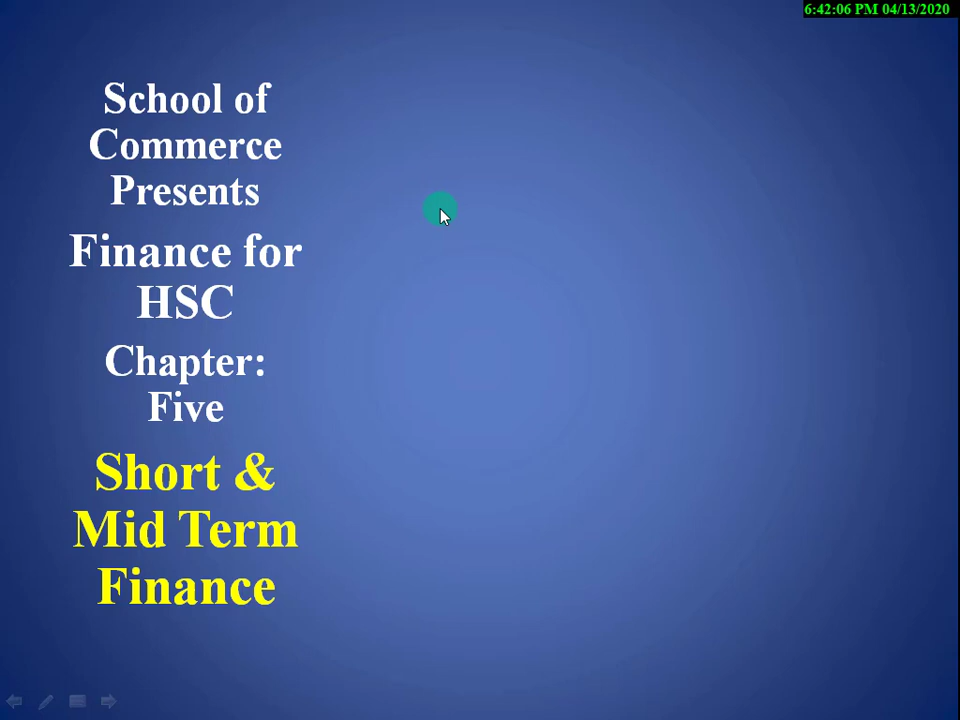 6:42:06 PM 04/13/2020
School of
Commerce
Presents
Finance for
HSC
Chapter:
Five
Short &
Mid Term
Finance